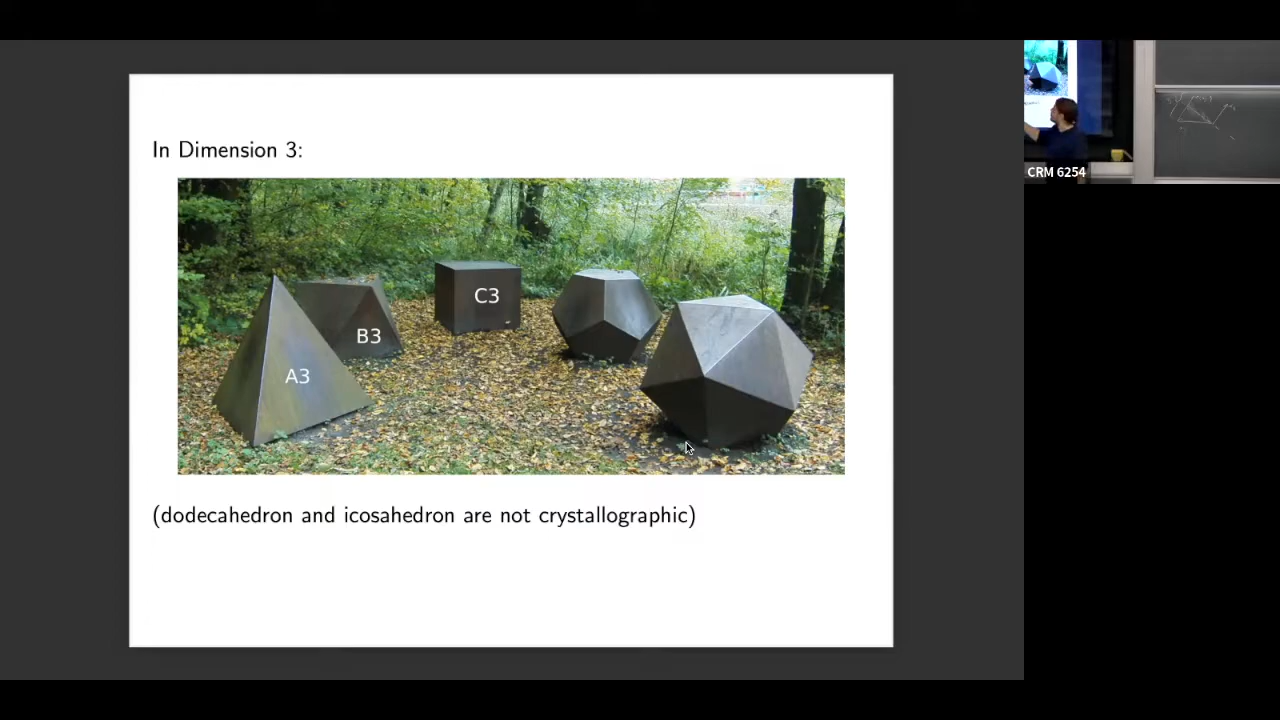 In Dimension 3:
C3
B3
A3
(dodecahedron and icosahedron are not crystallographic)
CRM 6254